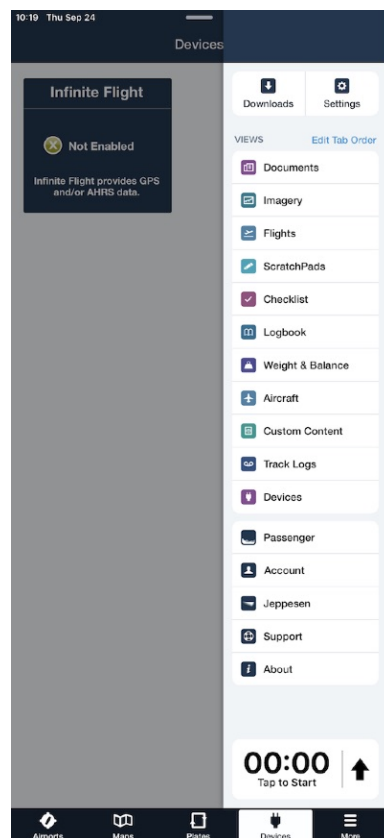 10:19 Thu Sep 24
Devices
Infinite Flight
Not Enabled
Infinite Flight provides GPS
and/or AHRS data.
Downloads
Settings
VIEWS
Edit Tab Order
Documents
Imagery
Flights
ScratchPads
Checklist
Logbook
Weight & Balance
Aircraft
Custom Content
Track Logs
Devices
Passenger
Account
Jeppesen
Support
About
00:00
Tap to Start
Airports
Maps
Plates
Devices
More